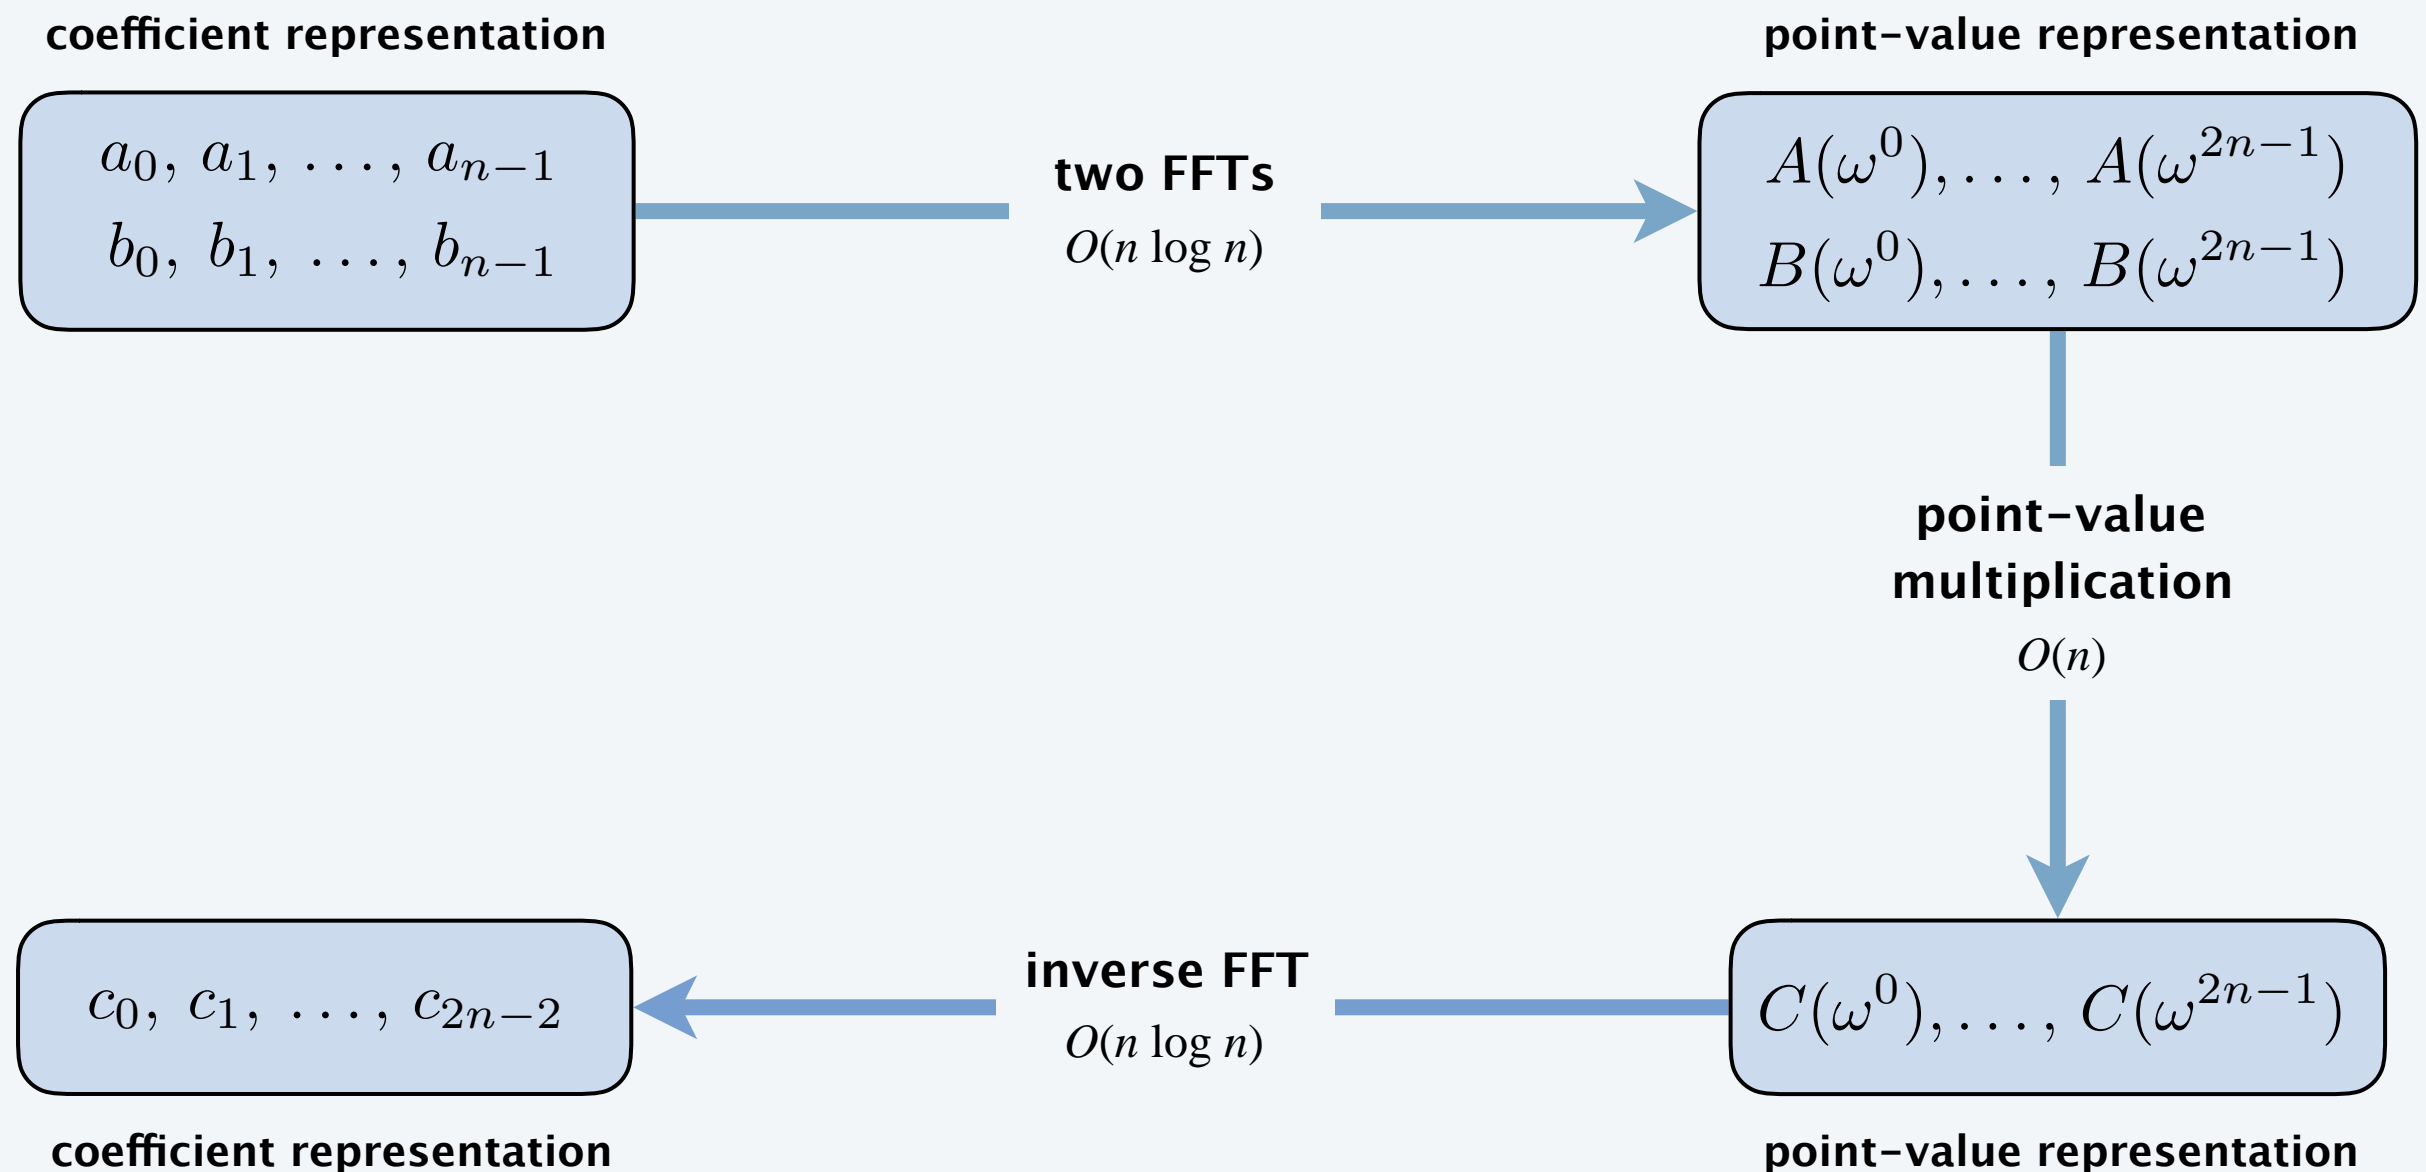 coefficient representation
point-value representation
a₀, a₁, …, aₙ₋₁
b₀, b₁, …, bₙ₋₁
two FFTs
O(n log n)
A(ω⁰),…, A(ω²ⁿ⁻¹)
B(ω⁰),…, B(ω²ⁿ⁻¹)
point-value
multiplication
O(n)
c₀, c₁, …, c₂ₙ₋₂
inverse FFT
O(n log n)
C(ω⁰),…, C(ω²ⁿ⁻¹)
coefficient representation
point-value representation